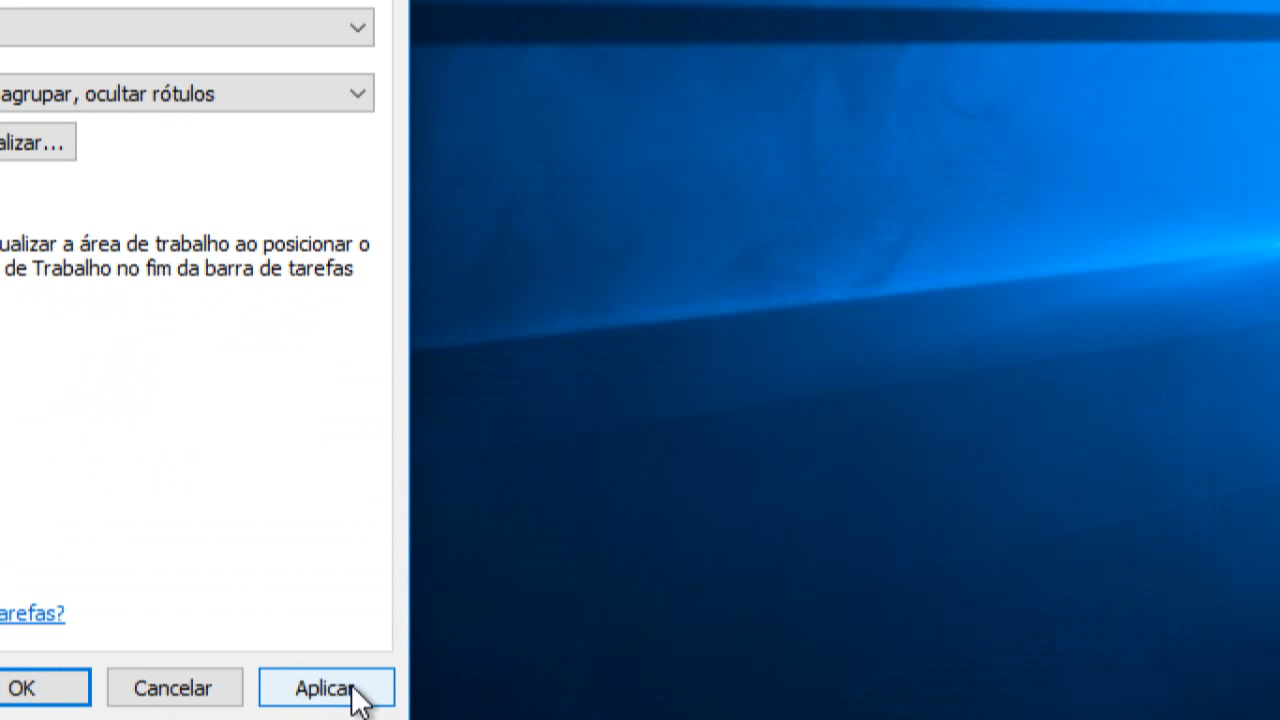 agrupar, ocultar rótulos
alizar...
ualizar a área de trabalho ao posicionar o
de Trabalho no fim da barra de tarefas
arefas?
OK
Cancelar
Aplicar